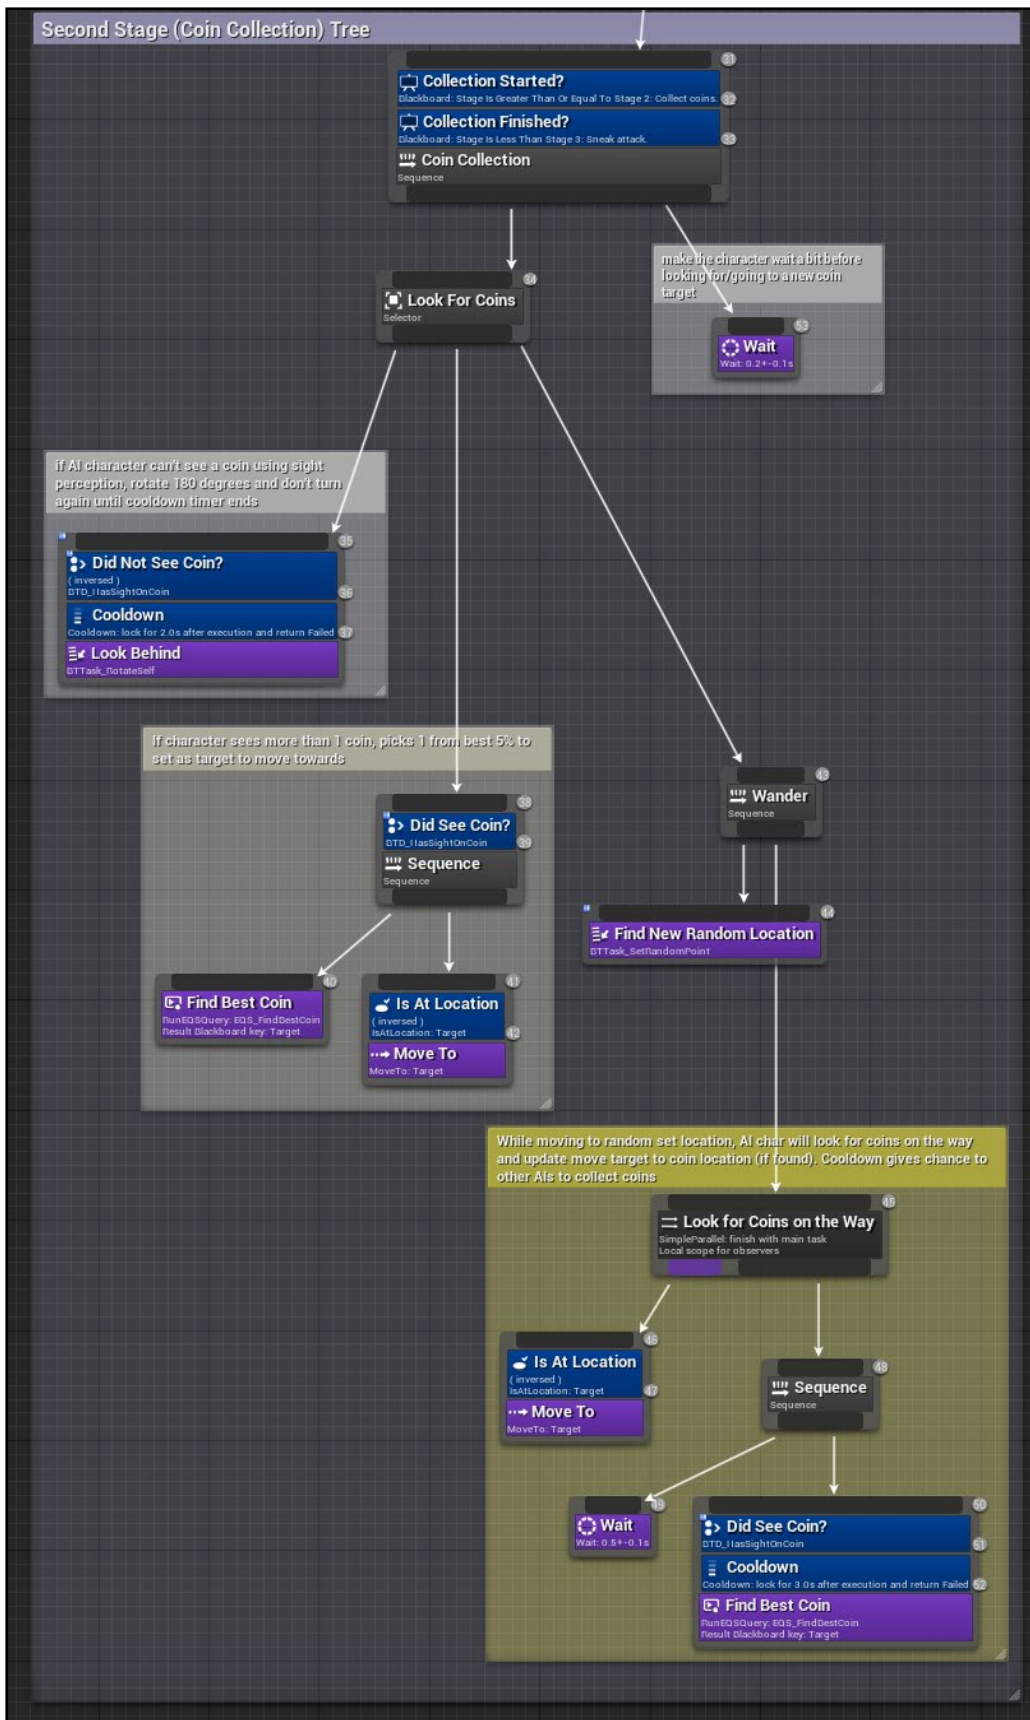 Second Stage (Coin Collection) Tree
31
Collection Started?
Blackboard: Stage Is Greater Than Or Equal To Stage 2: Collect coins.
32
Collection Finished?
Blackboard: Stage Is Less Than Stage 3: Sneak attack.
33
Coin Collection
Sequence
make the character wait a bit before
looking for/going to a new coin
target
34
Look For Coins
Selector
53
Wait
Wait: 0.2+-0.1s
if AI character can't see a coin using sight
perception, rotate 180 degrees and don't turn
again until cooldown timer ends
35
Did Not See Coin?
( inversed )
BTD_HasSightOnCoin
36
Cooldown
Cooldown: lock for 2.0s after execution and return Failed
37
Look Behind
BTTask_RotateSelf
If character sees more than 1 coin, picks 1 from best 5% to
set as target to move towards
38
Did See Coin?
BTD_HasSightOnCoin
39
Sequence
Sequence
43
Wander
Sequence
44
Find New Random Location
BTTask_SetRandomPoint
40
Find Best Coin
RunEQSQuery: EQS_FindBestCoin
Result Blackboard key: Target
41
Is At Location
( inversed )
IsAtLocation: Target
42
Move To
MoveTo: Target
While moving to random set location, AI char will look for coins on the way
and update move target to coin location (if found). Cooldown gives chance to
other AIs to collect coins
45
Look for Coins on the Way
SimpleParallel: finish with main task
Local scope for observers
46
Is At Location
( inversed )
IsAtLocation: Target
47
Move To
MoveTo: Target
48
Sequence
Sequence
49
Wait
Wait: 0.5+-0.1s
50
Did See Coin?
BTD_HasSightOnCoin
51
Cooldown
Cooldown: lock for 3.0s after execution and return Failed
52
Find Best Coin
RunEQSQuery: EQS_FindBestCoin
Result Blackboard key: Target